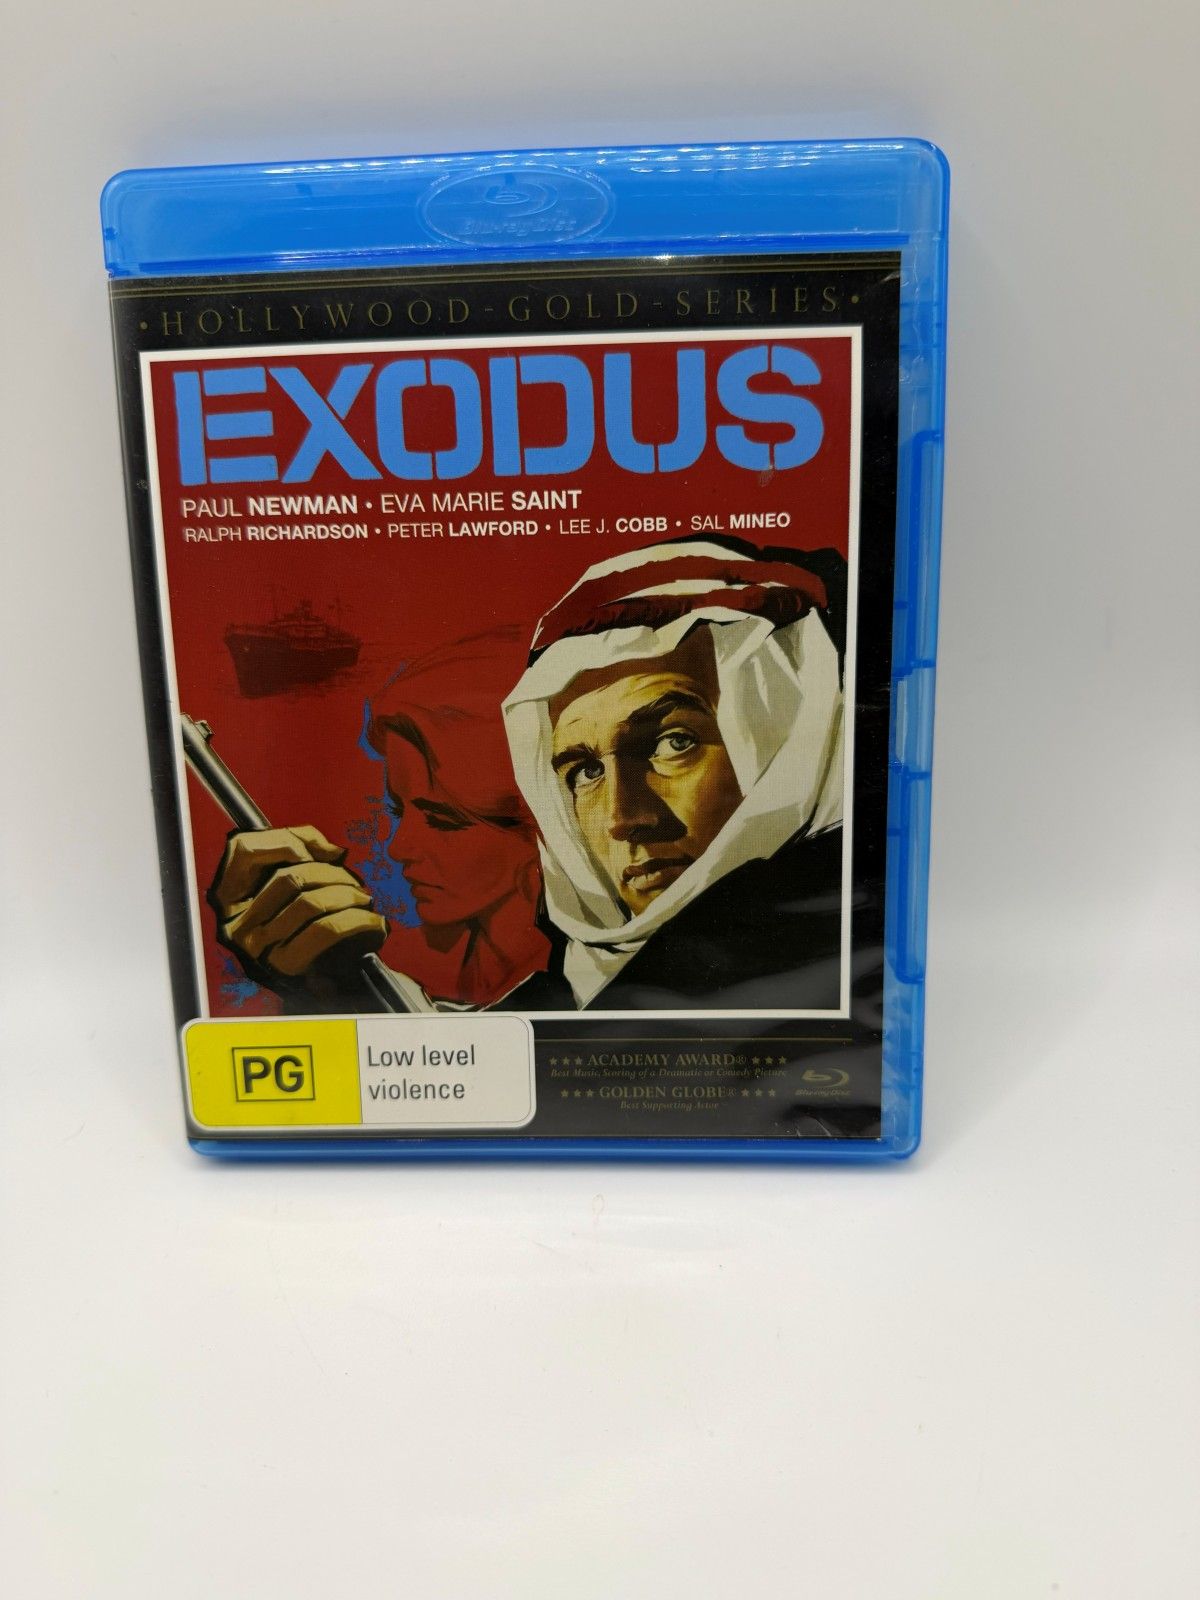 Blu-ray Disc
·HOLLYWOOD-GOLD-SERIES·
EXODUS
PAUL NEWMAN • EVA MARIE SAINT
RALPH RICHARDSON • PETER LAWFORD • LEE J. COBB • SAL MINEO
PG
Low level
violence
★★★ ACADEMY AWARD® ★★★
Best Music, Scoring of a Dramatic or Comedy Picture
★★★ GOLDEN GLOBE® ★★★
Best Supporting Actor
Blu-ray Disc